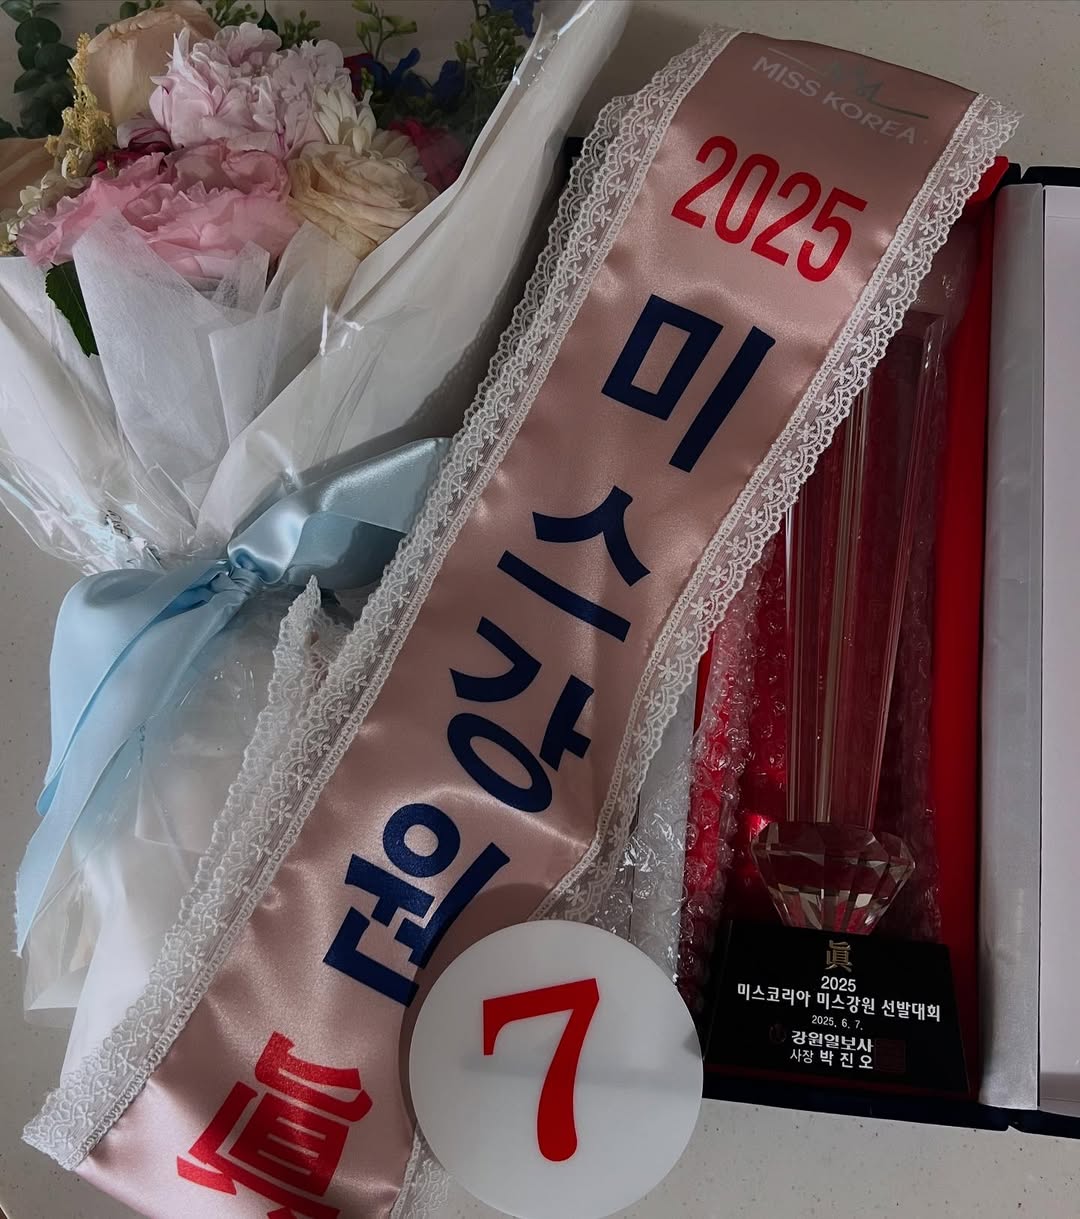 MISS KOREA
2025
미스강원
眞
7
眞
2025
미스코리아 미스강원 선발대회
2025. 6. 7.
강원일보사
사장 박진오